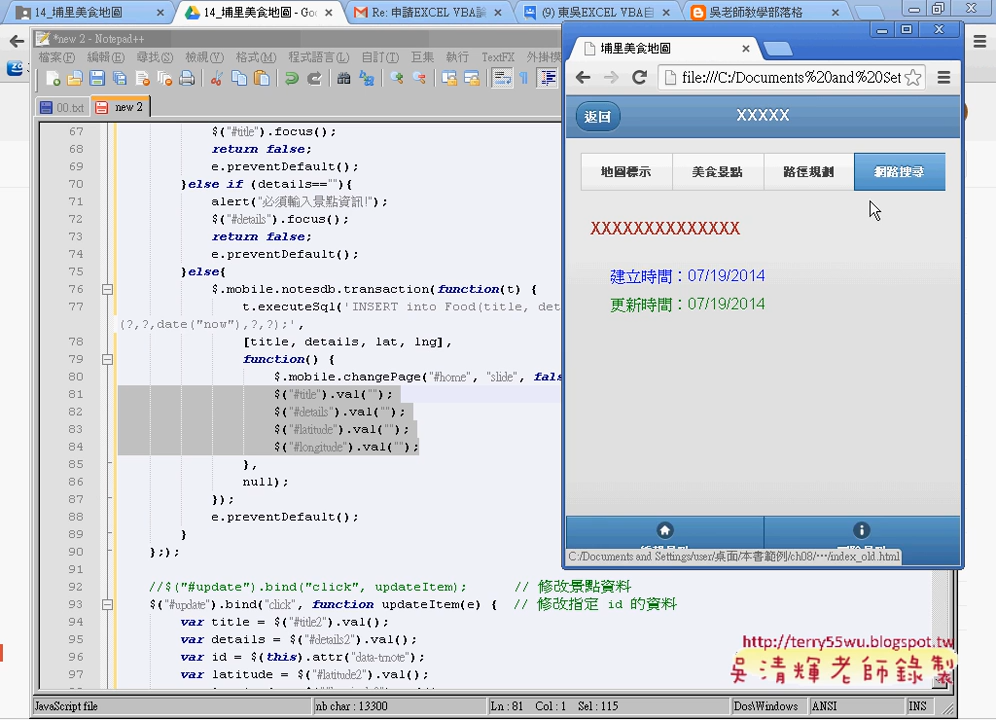 14_埔里美食地圖
14_埔里美食地圖 - Goo
Re: 申請EXCEL VBA論
(9) 東吳EXCEL VBA自
吳老師教學部落格
*new 2 - Notepad++
檔案(F) 編輯(E) 尋找(S) 檢視(V) 格式(M) 程式語言(L) 自訂(T) 巨集 執行 TextFX 外掛模
00.txt
new 2
67 $("#title").focus();
68 return false;
69 e.preventDefault();
70 }else if (details==""){
71 alert("必須輸入景點資訊!");
72 $("#details").focus();
73 return false;
74 e.preventDefault();
75 }else{
76 $.mobile.notesdb.transaction(function(t) {
77 t.executeSql('INSERT into Food(title, det
(?,?,date("now"),?,?);',
78 [title, details, lat, lng],
79 function() {
80 $.mobile.changePage("#home", "slide", fals
81 $("#title").val("");
82 $("#details").val("");
83 $("#latitude").val("");
84 $("#longitude").val("");
85 },
86 null);
87 });
88 e.preventDefault();
89 }
90 });
91
92 //$("#update").bind("click", updateItem); // 修改景點資料
93 $("#update").bind("click", function updateItem(e) { // 修改指定 id 的資料
94 var title = $("#title2").val();
95 var details = $("#details2").val();
96 var id = $(this).attr("data-tnote");
97 var latitude = $("#latitude2").val();
JavaScript file
nb char : 13300
Ln : 81 Col : 1 Sel : 115
Dos\Windows
ANSI
INS
埔里美食地圖
file:///C:/Documents%20and%20Set
返回
XXXXX
地圖標示
美食景點
路徑規劃
網路搜尋
XXXXXXXXXXXXXX
建立時間：07/19/2014
更新時間：07/19/2014
C:/Documents and Settings/user/桌面/本書範例/ch08/…/index_old.html
http://terry55wu.blogspot.tw
吳清輝老師錄製